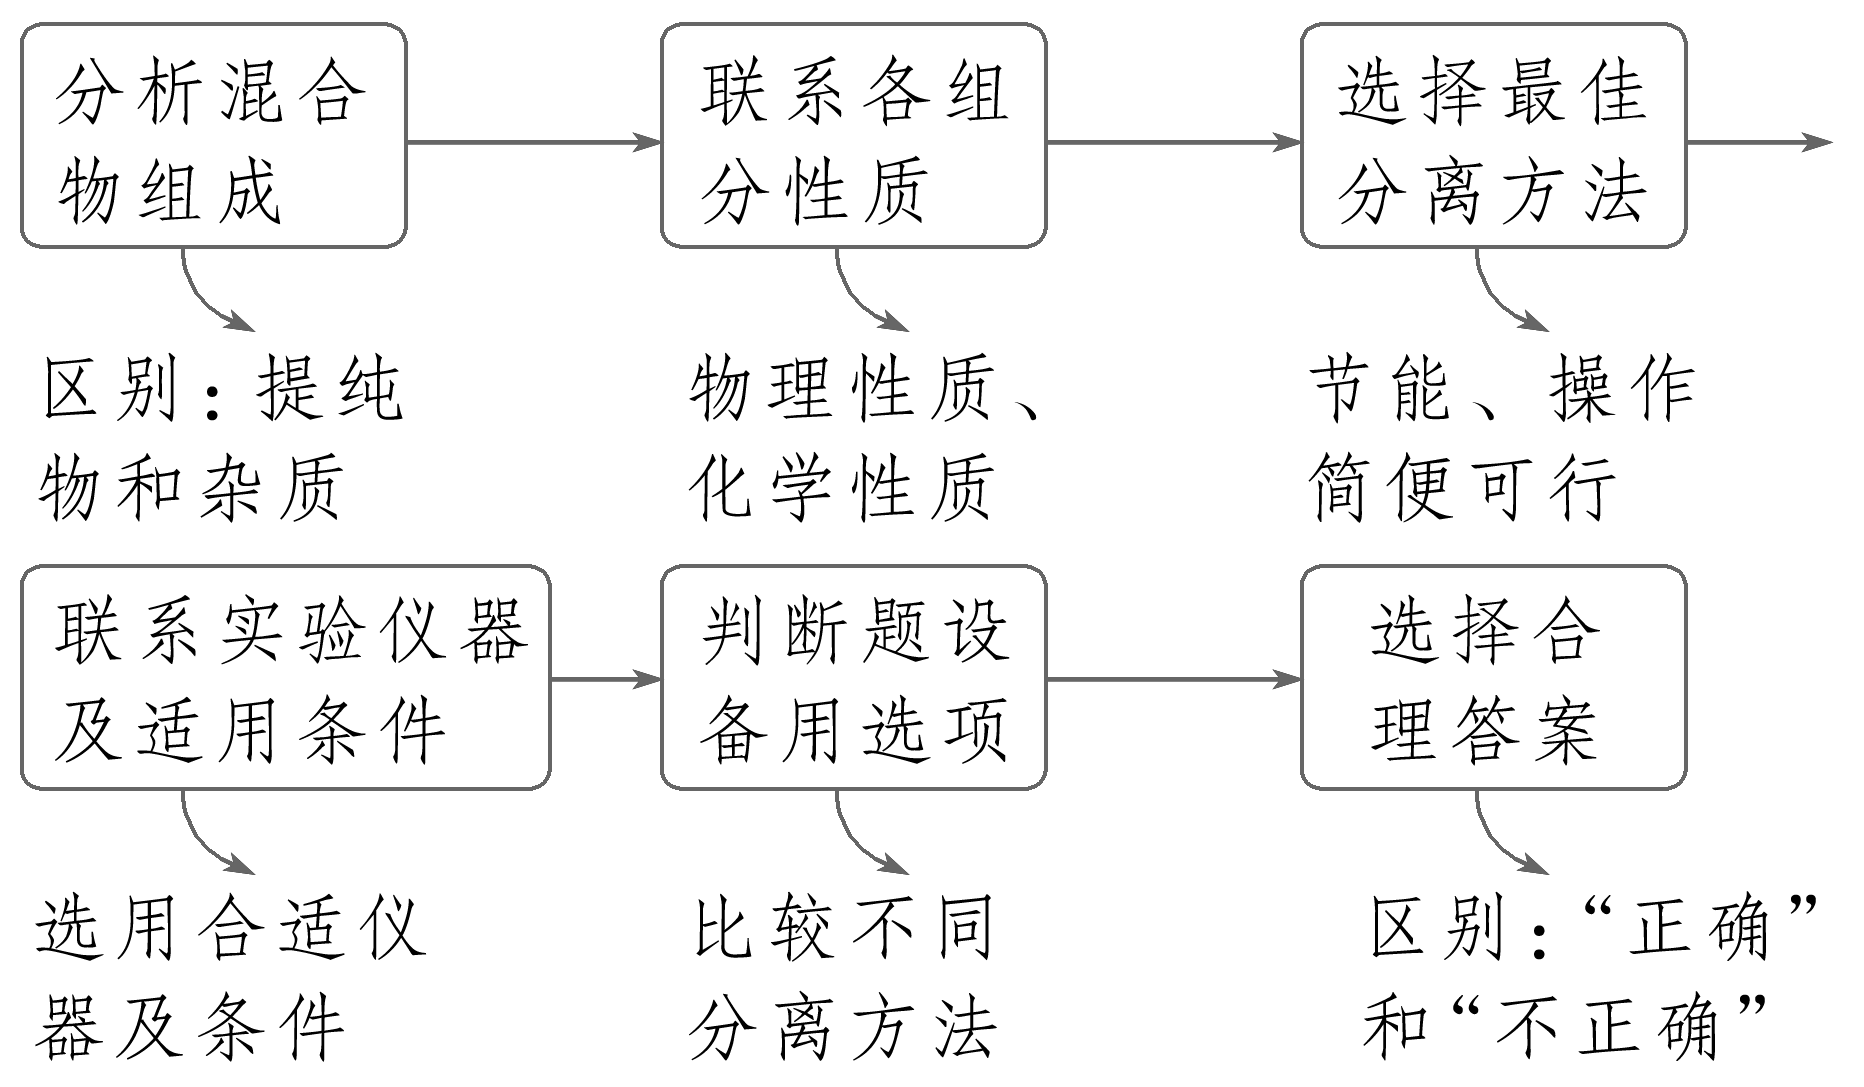 分析混合
物组成
联系各组
分性质
选择最佳
分离方法
区别：提纯
物和杂质
物理性质、
化学性质
节能、操作
简便可行
联系实验仪器
及适用条件
判断题设
备用选项
选择合
理答案
选用合适仪
器及条件
比较不同
分离方法
区别：“正确”
和“不正确”